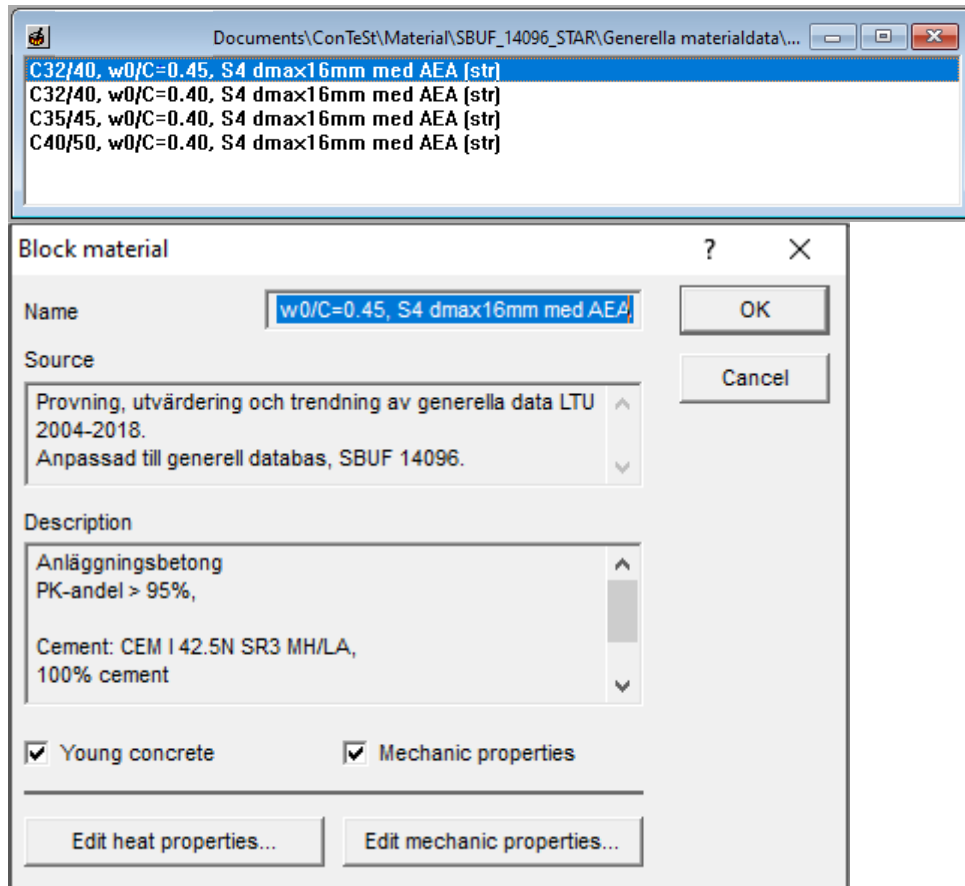 Documents\ConTeSt\Material\SBUF_14096_STAR\Generella materialdata\...
C32/40, w0/C=0.45, S4 dmax16mm med AEA (str)
C32/40, w0/C=0.40, S4 dmax16mm med AEA (str)
C35/45, w0/C=0.40, S4 dmax16mm med AEA (str)
C40/50, w0/C=0.40, S4 dmax16mm med AEA (str)
Block material ?
Name w0/C=0.45, S4 dmax16mm med AEA OK
Source
Cancel
Provning, utvärdering och trendning av generella data LTU
2004-2018.
Anpassad till generell databas, SBUF 14096.
Description
Anläggningsbetong
PK-andel > 95%,
Cement: CEM I 42.5N SR3 MH/LA,
100% cement
Young concrete Mechanic properties
Edit heat properties... Edit mechanic properties...